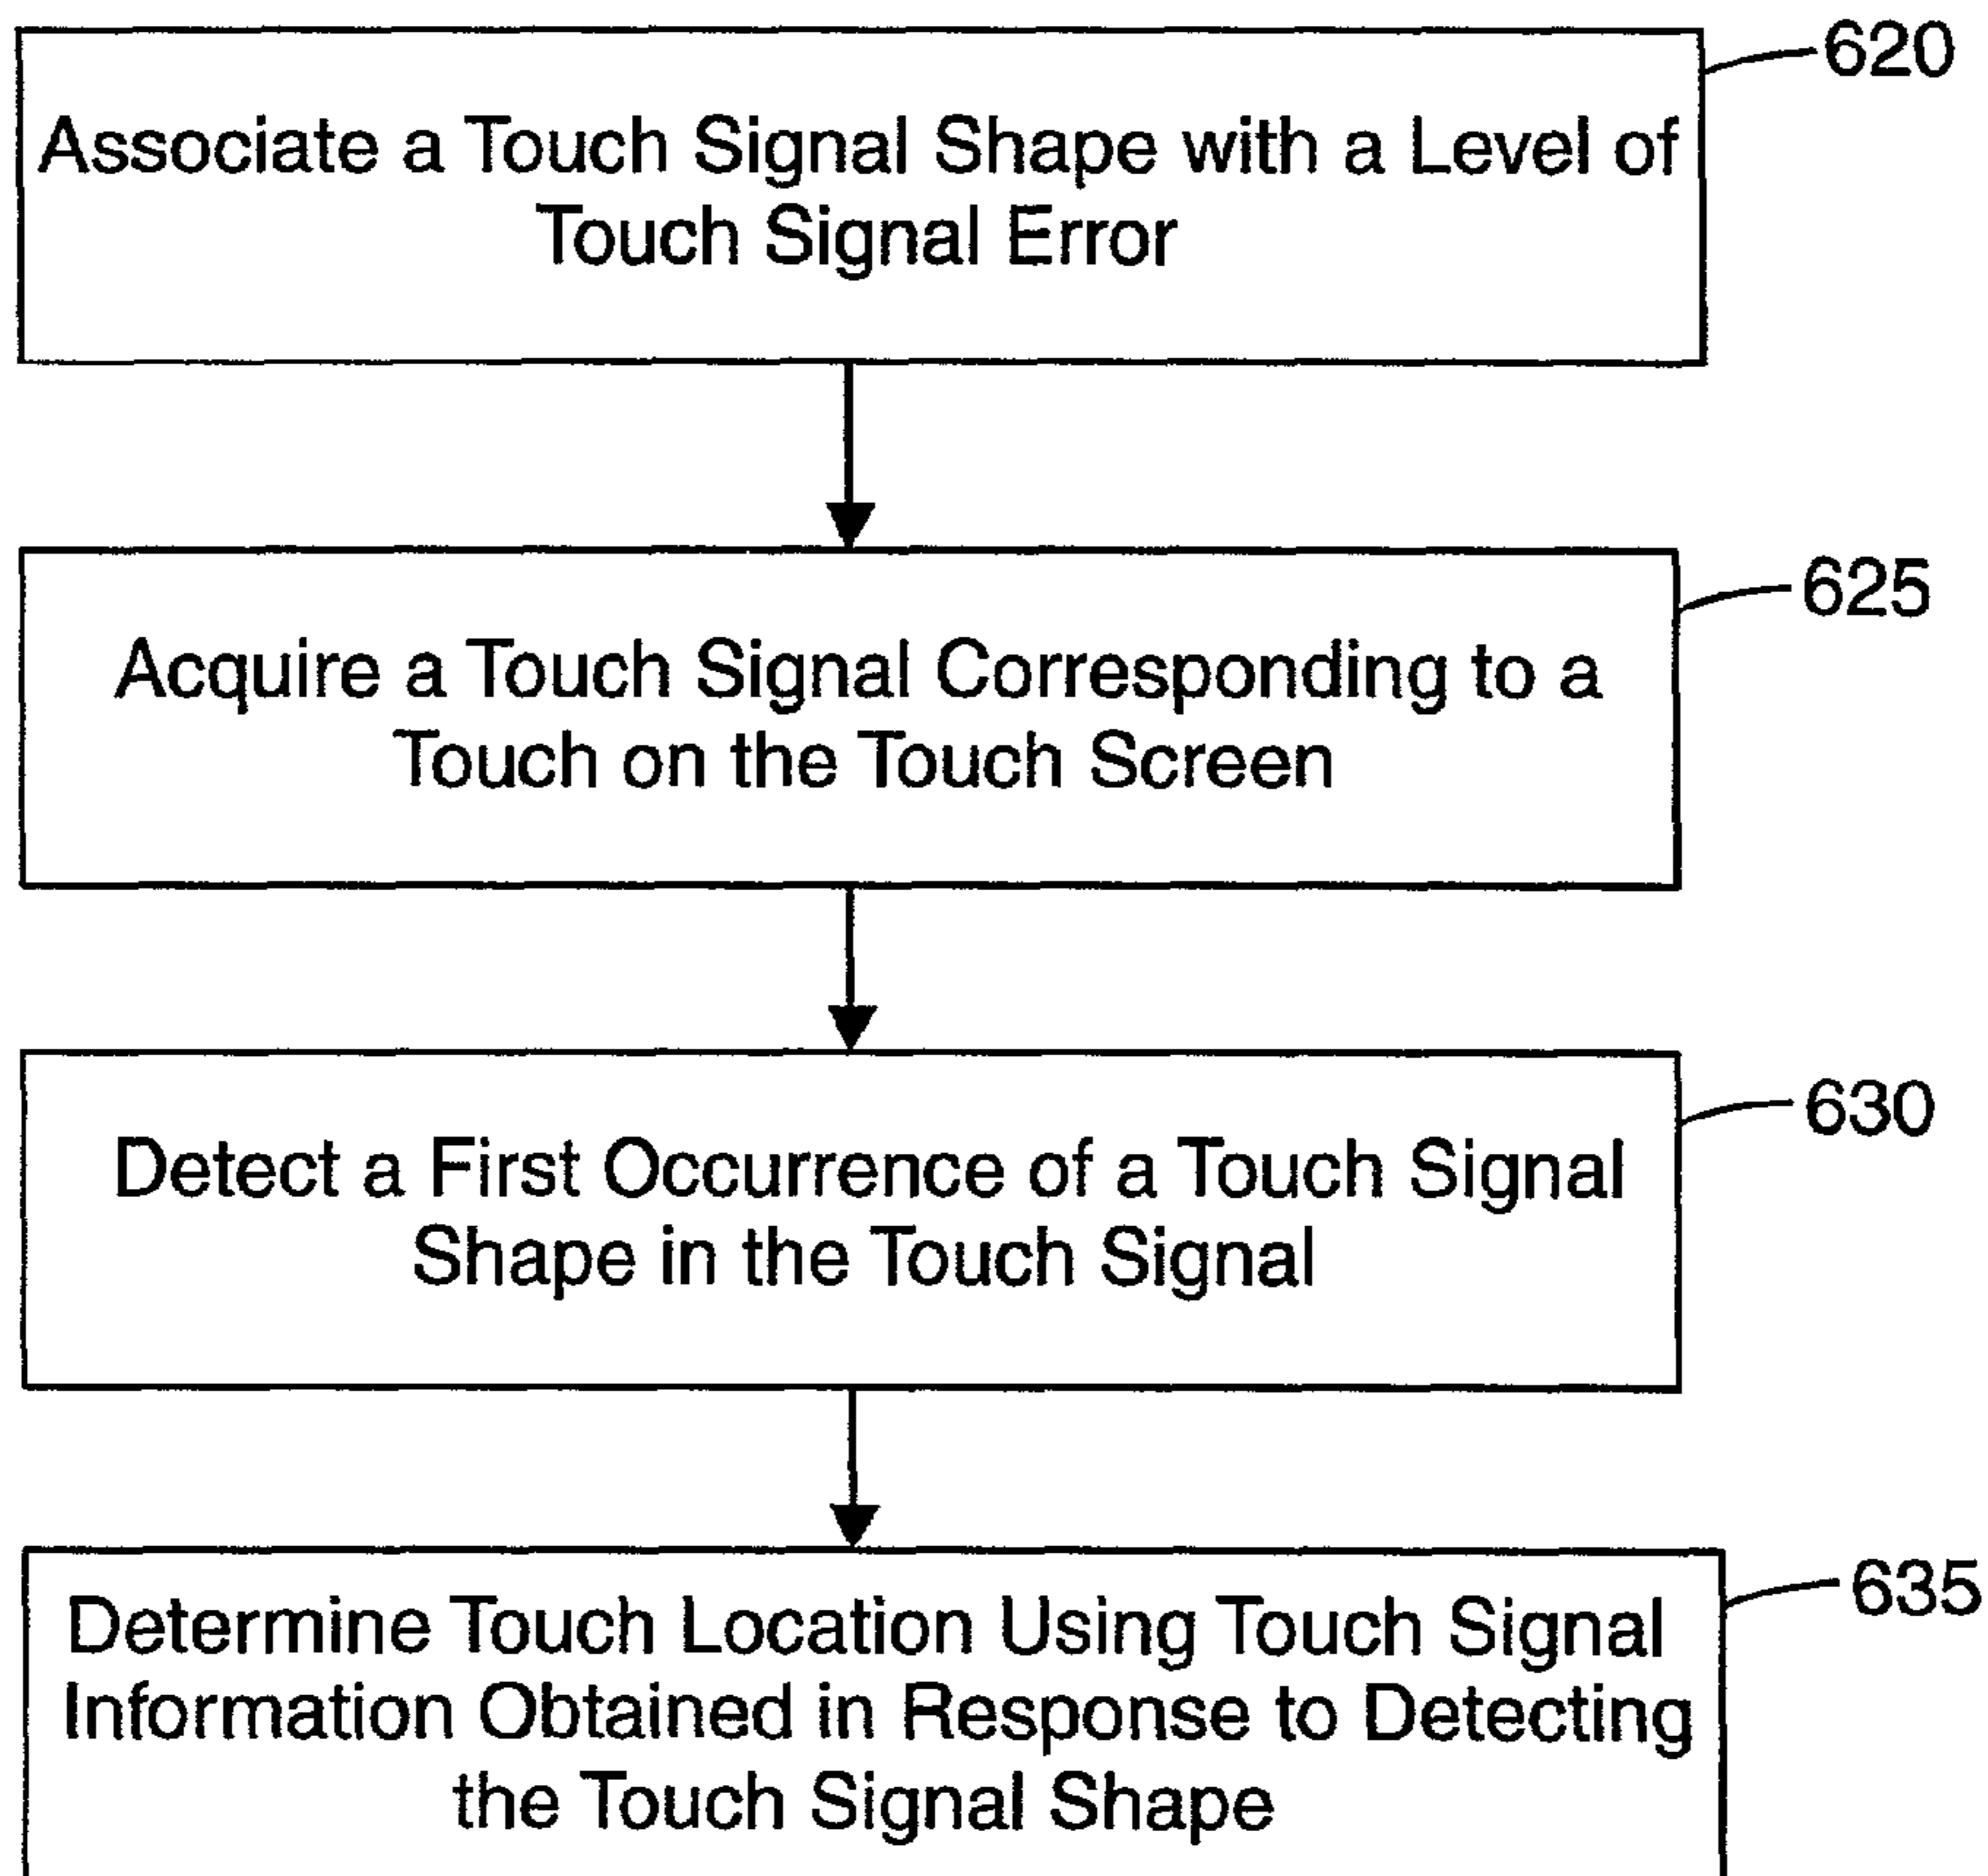 620
Associate a Touch Signal Shape with a Level of
Touch Signal Error
625
Acquire a Touch Signal Corresponding to a
Touch on the Touch Screen
630
Detect a First Occurrence of a Touch Signal
Shape in the Touch Signal
635
Determine Touch Location Using Touch Signal
Information Obtained in Response to Detecting
the Touch Signal Shape